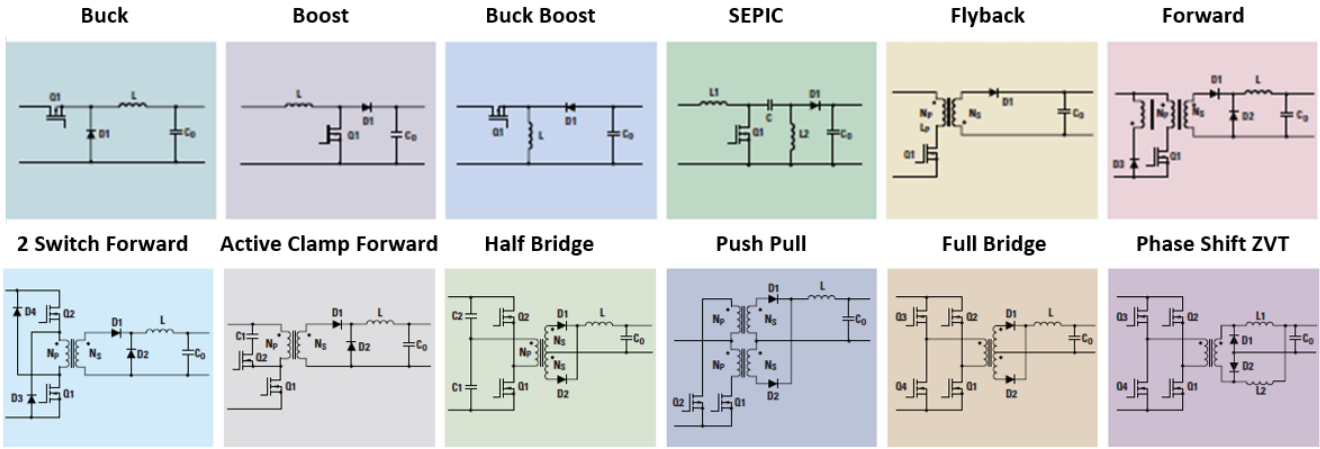 Buck Boost Buck Boost SEPIC Flyback Forward
Q1 L D1 CO
L Q1 D1 CO
Q1 L D1 CO
L1 C D1 Q1 L2 CO
NP NS LP D1 Q1 CO
D1 L NP NS D2 CO D3 Q1
2 Switch Forward Active Clamp Forward Half Bridge Push Pull Full Bridge Phase Shift ZVT
D4 Q2 D1 L NP NS D2 CO D3 Q1
D1 L C1 NP NS D2 CO Q2 Q1
C2 Q2 D1 L NS CO NP NS C1 Q1 D2
D1 L NP NS CO NP NS D2 Q2 Q1
Q3 Q2 D1 L CO Q4 Q1 D2
Q3 Q2 L1 D1 CO D2 Q4 Q1 L2